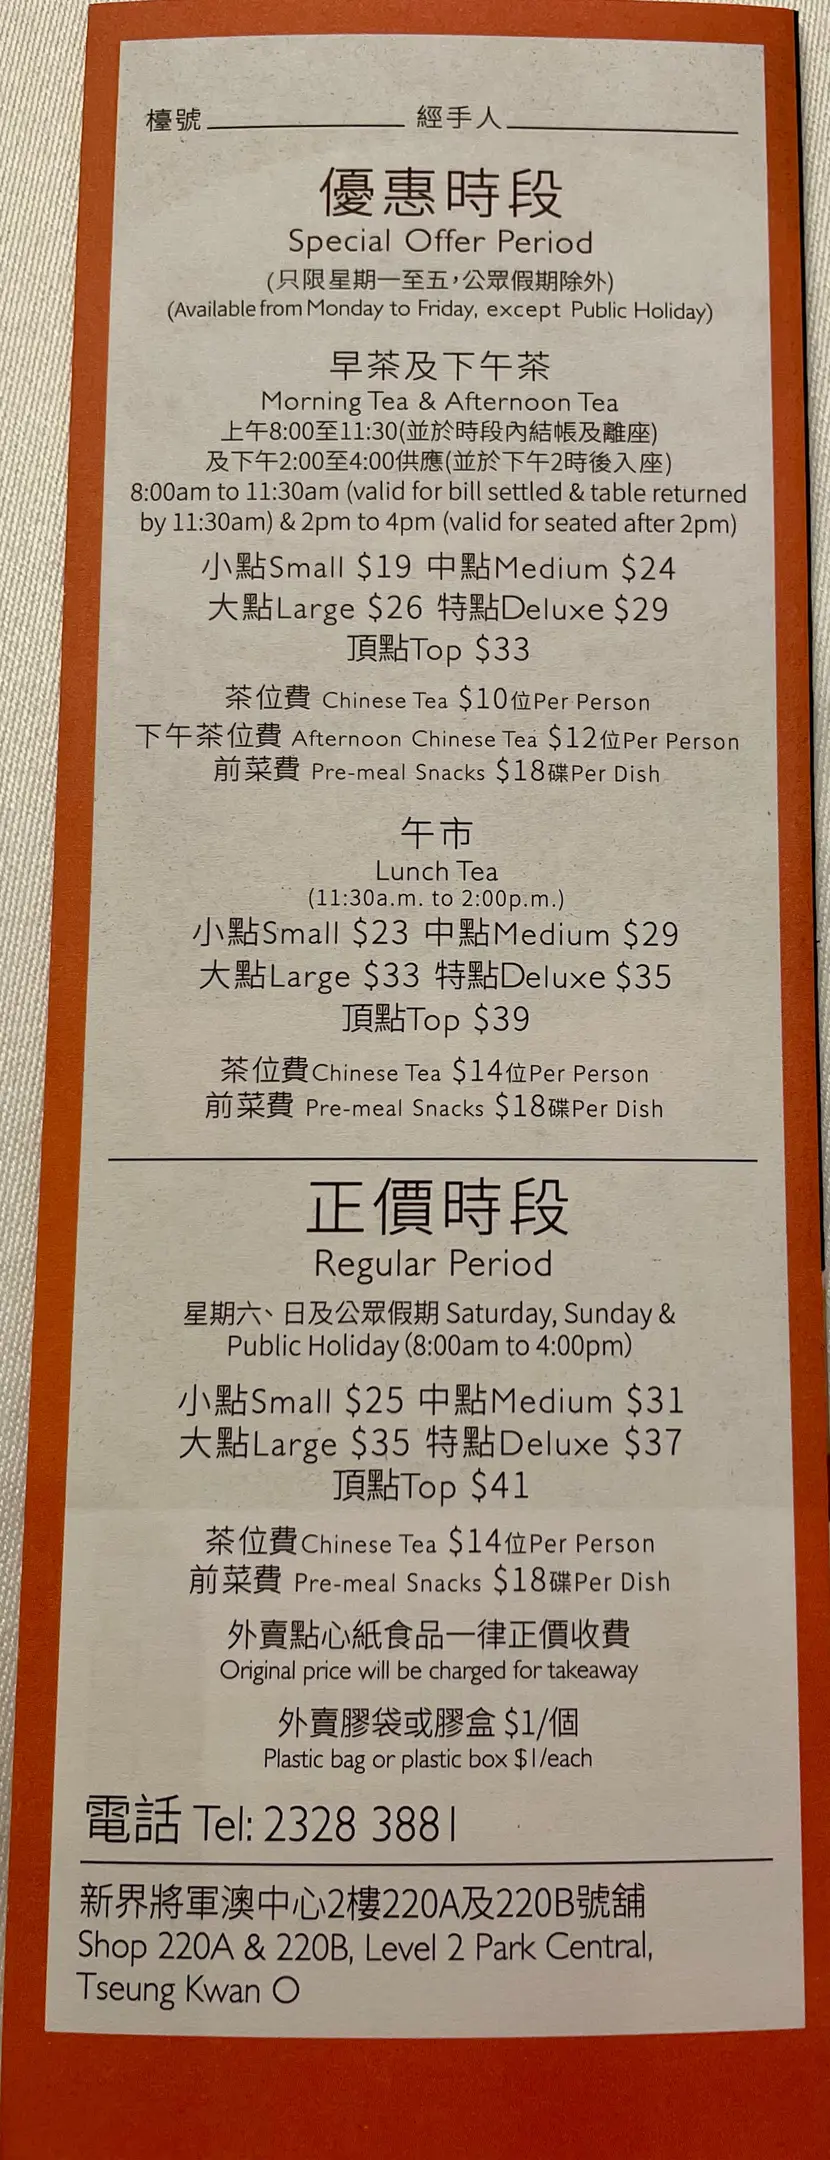 檯號 經手人
優惠時段
Special Offer Period
(只限星期一至五，公眾假期除外)
(Available from Monday to Friday, except Public Holiday)
早茶及下午茶
Morning Tea & Afternoon Tea
上午8:00至11:30(並於時段內結帳及離座)
及下午2:00至4:00供應(並於下午2時後入座)
8:00am to 11:30am (valid for bill settled & table returned
by 11:30am) & 2pm to 4pm (valid for seated after 2pm)
小點Small $19 中點Medium $24
大點Large $26 特點Deluxe $29
頂點Top $33
茶位費 Chinese Tea $10位Per Person
下午茶位費 Afternoon Chinese Tea $12位Per Person
前菜費 Pre-meal Snacks $18碟Per Dish
午市
Lunch Tea
(11:30a.m. to 2:00p.m.)
小點Small $23 中點Medium $29
大點Large $33 特點Deluxe $35
頂點Top $39
茶位費Chinese Tea $14位Per Person
前菜費 Pre-meal Snacks $18碟Per Dish
正價時段
Regular Period
星期六、日及公眾假期 Saturday, Sunday &
Public Holiday (8:00am to 4:00pm)
小點Small $25 中點Medium $31
大點Large $35 特點Deluxe $37
頂點Top $41
茶位費Chinese Tea $14位Per Person
前菜費 Pre-meal Snacks $18碟Per Dish
外賣點心紙食品一律正價收費
Original price will be charged for takeaway
外賣膠袋或膠盒 $1/個
Plastic bag or plastic box $1/each
電話 Tel: 2328 3881
新界將軍澳中心2樓220A及220B號舖
Shop 220A & 220B, Level 2 Park Central,
Tseung Kwan O